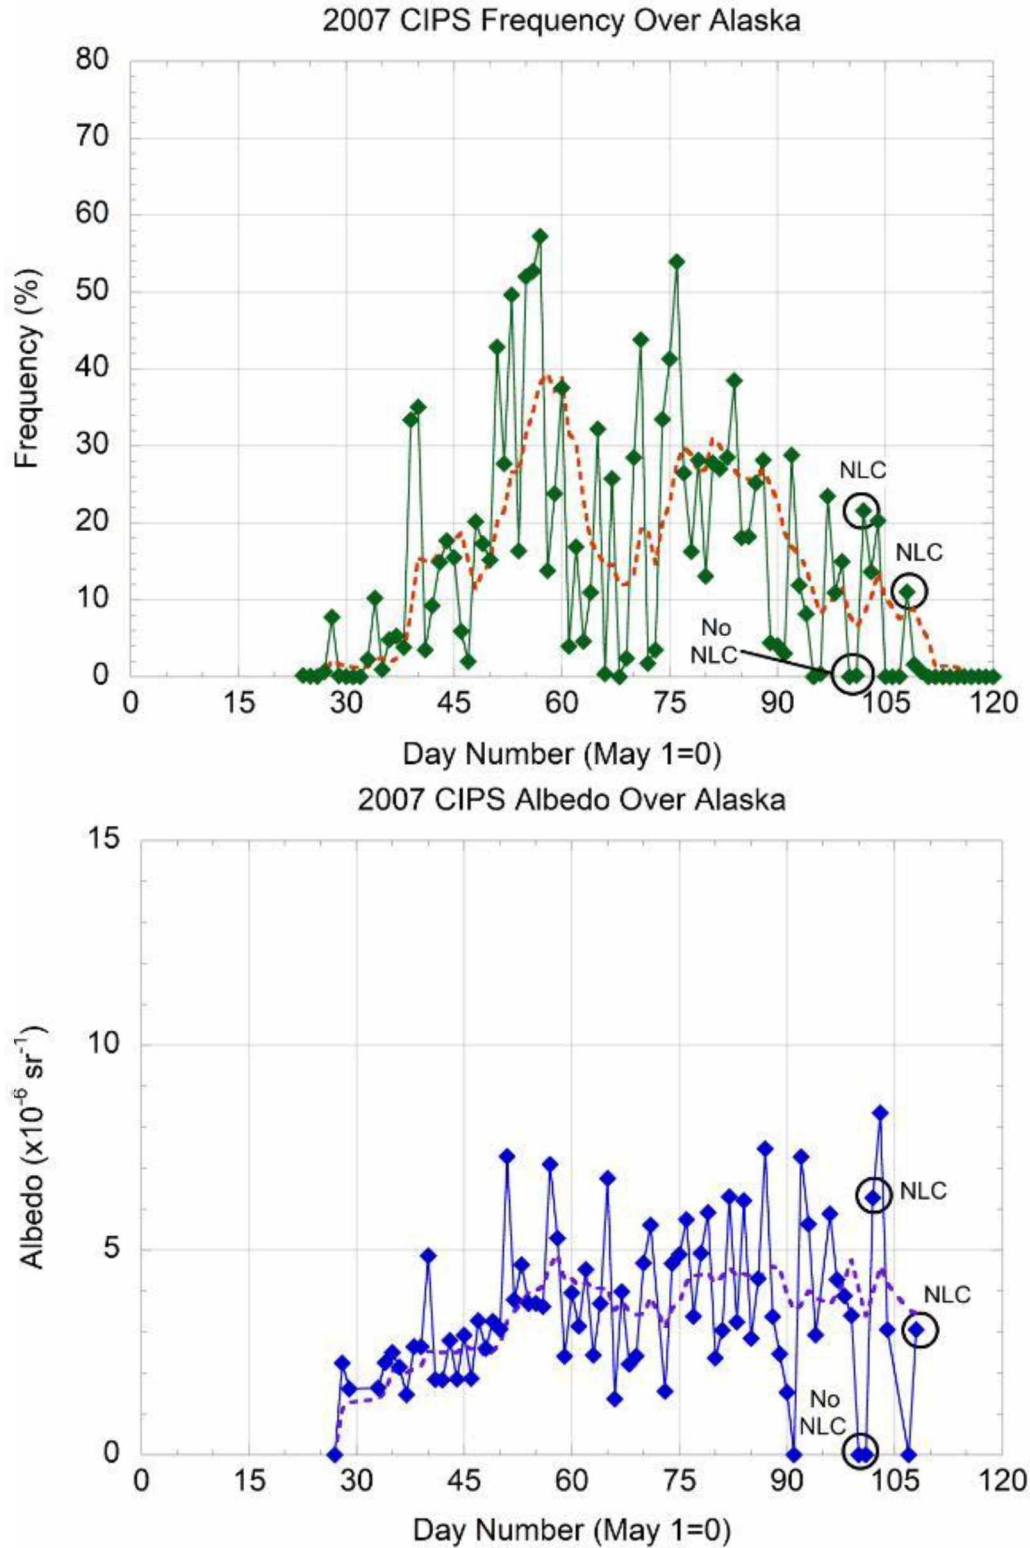 2007 CIPS Frequency Over Alaska
80
70
60
50
40
30
20
10
0
Frequency (%)
NLC
NLC
No
NLC
0 15 30 45 60 75 90 105 120
Day Number (May 1=0)
2007 CIPS Albedo Over Alaska
15
10
5
0
Albedo (x10⁻⁶ sr⁻¹)
NLC
NLC
No
NLC
0 15 30 45 60 75 90 105 120
Day Number (May 1=0)